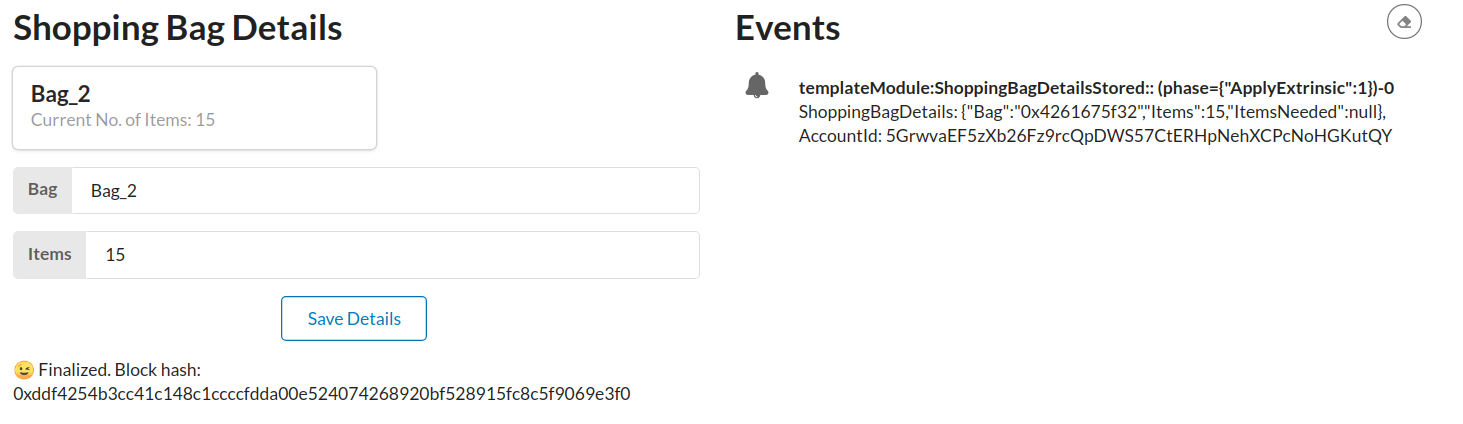 Shopping Bag Details
Bag_2
Current No. of Items: 15
Bag
Bag_2
Items
15
Save Details
😉 Finalized. Block hash:
0xddf4254b3cc41c148c1ccccfdda00e524074268920bf528915fc8c5f9069e3f0
Events
templateModule:ShoppingBagDetailsStored:: (phase={"ApplyExtrinsic":1})-0
ShoppingBagDetails: {"Bag":"0x4261675f32","Items":15,"ItemsNeeded":null},
AccountId: 5GrwvaEF5zXb26Fz9rcQpDWS57CtERHpNehXCPcNoHGKutQY